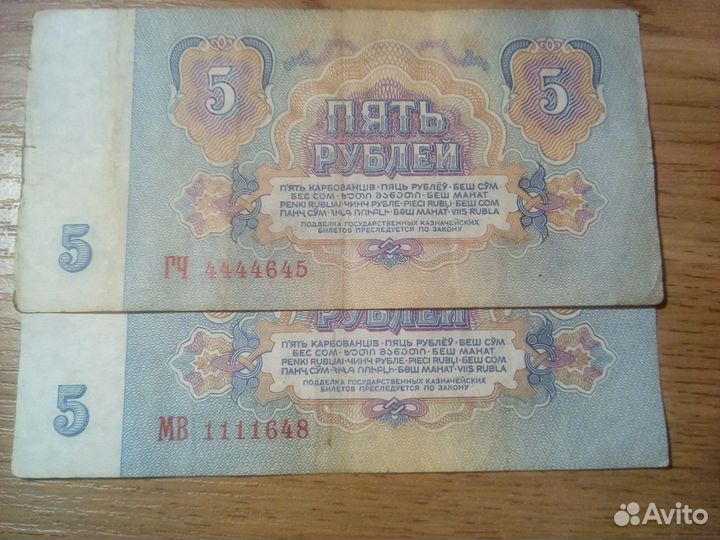 5 5
ПЯТЬ
РУБЛЕЙ
П'ЯТЬ КАРБОВАНЦІВ · ПЯЦЬ РУБЛЁЎ · БЕШ СЎМ
БЕС СОМ · ხუთი მანეთი · БЕШ МАНАТ
PENKI RUBLIAI · ЧИНЧ РУБЛЕ · PIECI RUBĻI · БЕШ СОМ
ПАНҶ СЎМ · ՀԻՆԳ ՌՈՒԲԼԻ · БӘШ МАНАТ · VIIS RUBLA
ПОДДЕЛКА ГОСУДАРСТВЕННЫХ КАЗНАЧЕЙСКИХ
БИЛЕТОВ ПРЕСЛЕДУЕТСЯ ПО ЗАКОНУ
5
ГЧ 4444645
РУБЛЕЙ
П'ЯТЬ КАРБОВАНЦІВ · ПЯЦЬ РУБЛЁЎ · БЕШ СЎМ
БЕС СОМ · ხუთი მანეთი · БЕШ МАНАТ
PENKI RUBLIAI · ЧИНЧ РУБЛЕ · PIECI RUBĻI · БЕШ СОМ
ПАНҶ СЎМ · ՀԻՆԳ ՌՈՒԲԼԻ · БӘШ МАНАТ · VIIS RUBLA
ПОДДЕЛКА ГОСУДАРСТВЕННЫХ КАЗНАЧЕЙСКИХ
БИЛЕТОВ ПРЕСЛЕДУЕТСЯ ПО ЗАКОНУ
5
МВ 1111648
Avito